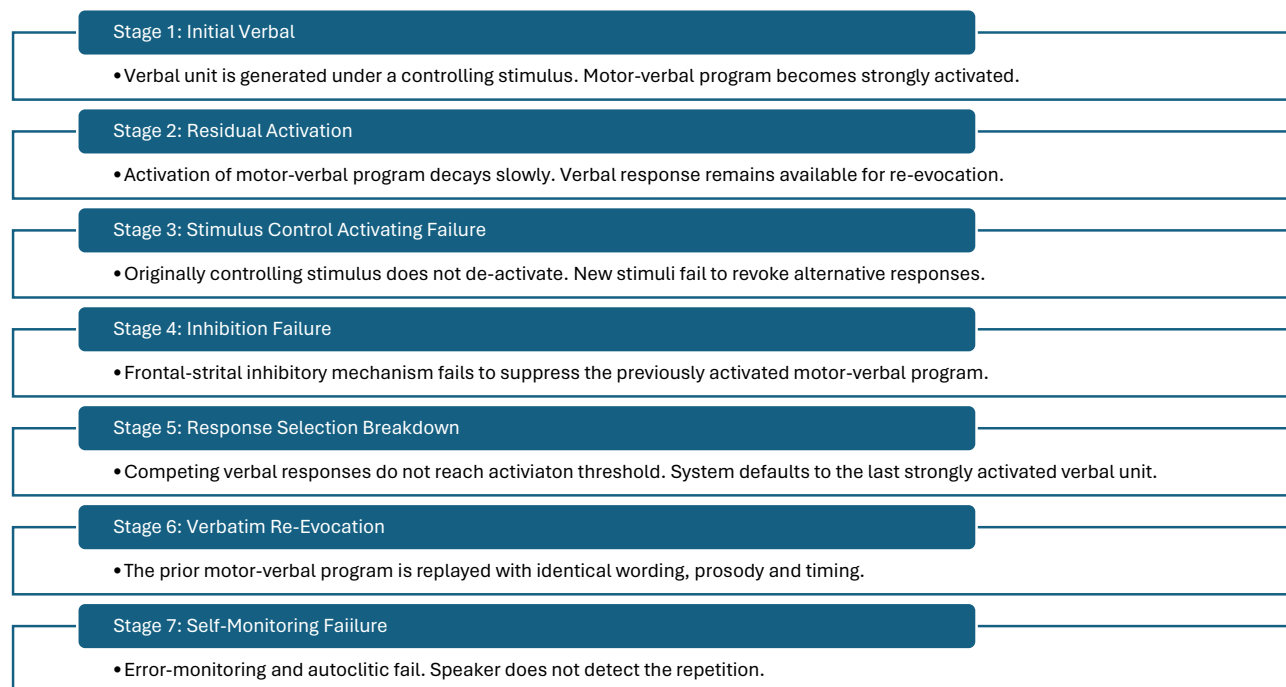 Stage 1: Initial Verbal
•Verbal unit is generated under a controlling stimulus. Motor-verbal program becomes strongly activated.
Stage 2: Residual Activation
•Activation of motor-verbal program decays slowly. Verbal response remains available for re-evocation.
Stage 3: Stimulus Control Activating Failure
•Originally controlling stimulus does not de-activate. New stimuli fail to revoke alternative responses.
Stage 4: Inhibition Failure
•Frontal-strital inhibitory mechanism fails to suppress the previously activated motor-verbal program.
Stage 5: Response Selection Breakdown
•Competing verbal responses do not reach activiaton threshold. System defaults to the last strongly activated verbal unit.
Stage 6: Verbatim Re-Evocation
•The prior motor-verbal program is replayed with identical wording, prosody and timing.
Stage 7: Self-Monitoring Faiilure
•Error-monitoring and autoclitic fail. Speaker does not detect the repetition.